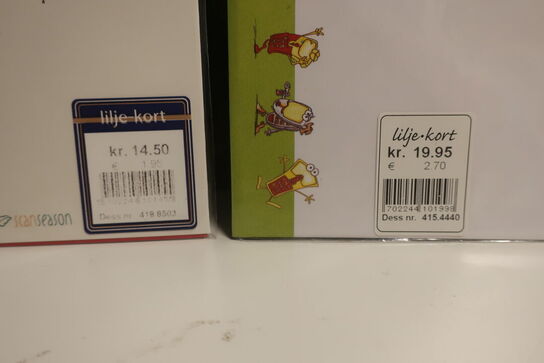 lilje-kort
kr. 14.50
€ 1.95
Dess nr. 419.8503
scanseason
lilje·kort
kr. 19.95
€ 2.70
702244 101998
Dess nr. 415.4440